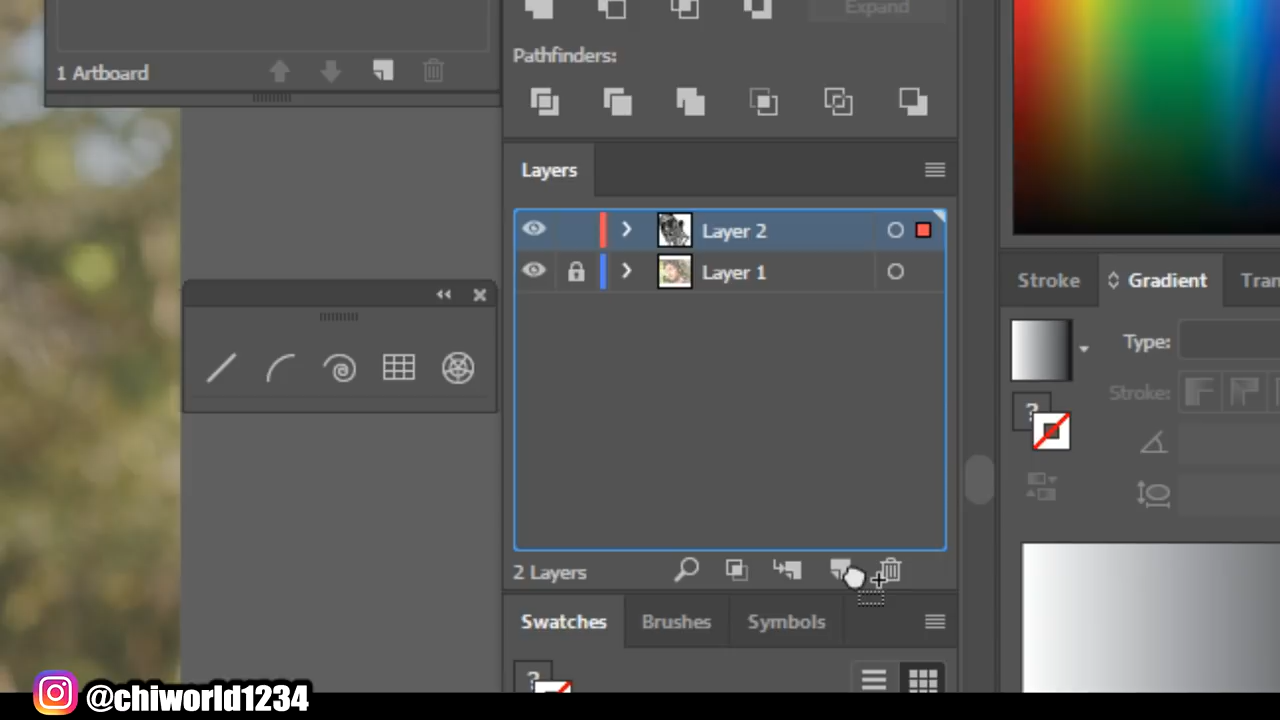 Expand
Pathfinders:
1 Artboard
Layers
Layer 2
Layer 1
Stroke
Gradient
Type:
Stroke:
2 Layers
Swatches
Brushes
Symbols
?
?
@chiworld1234